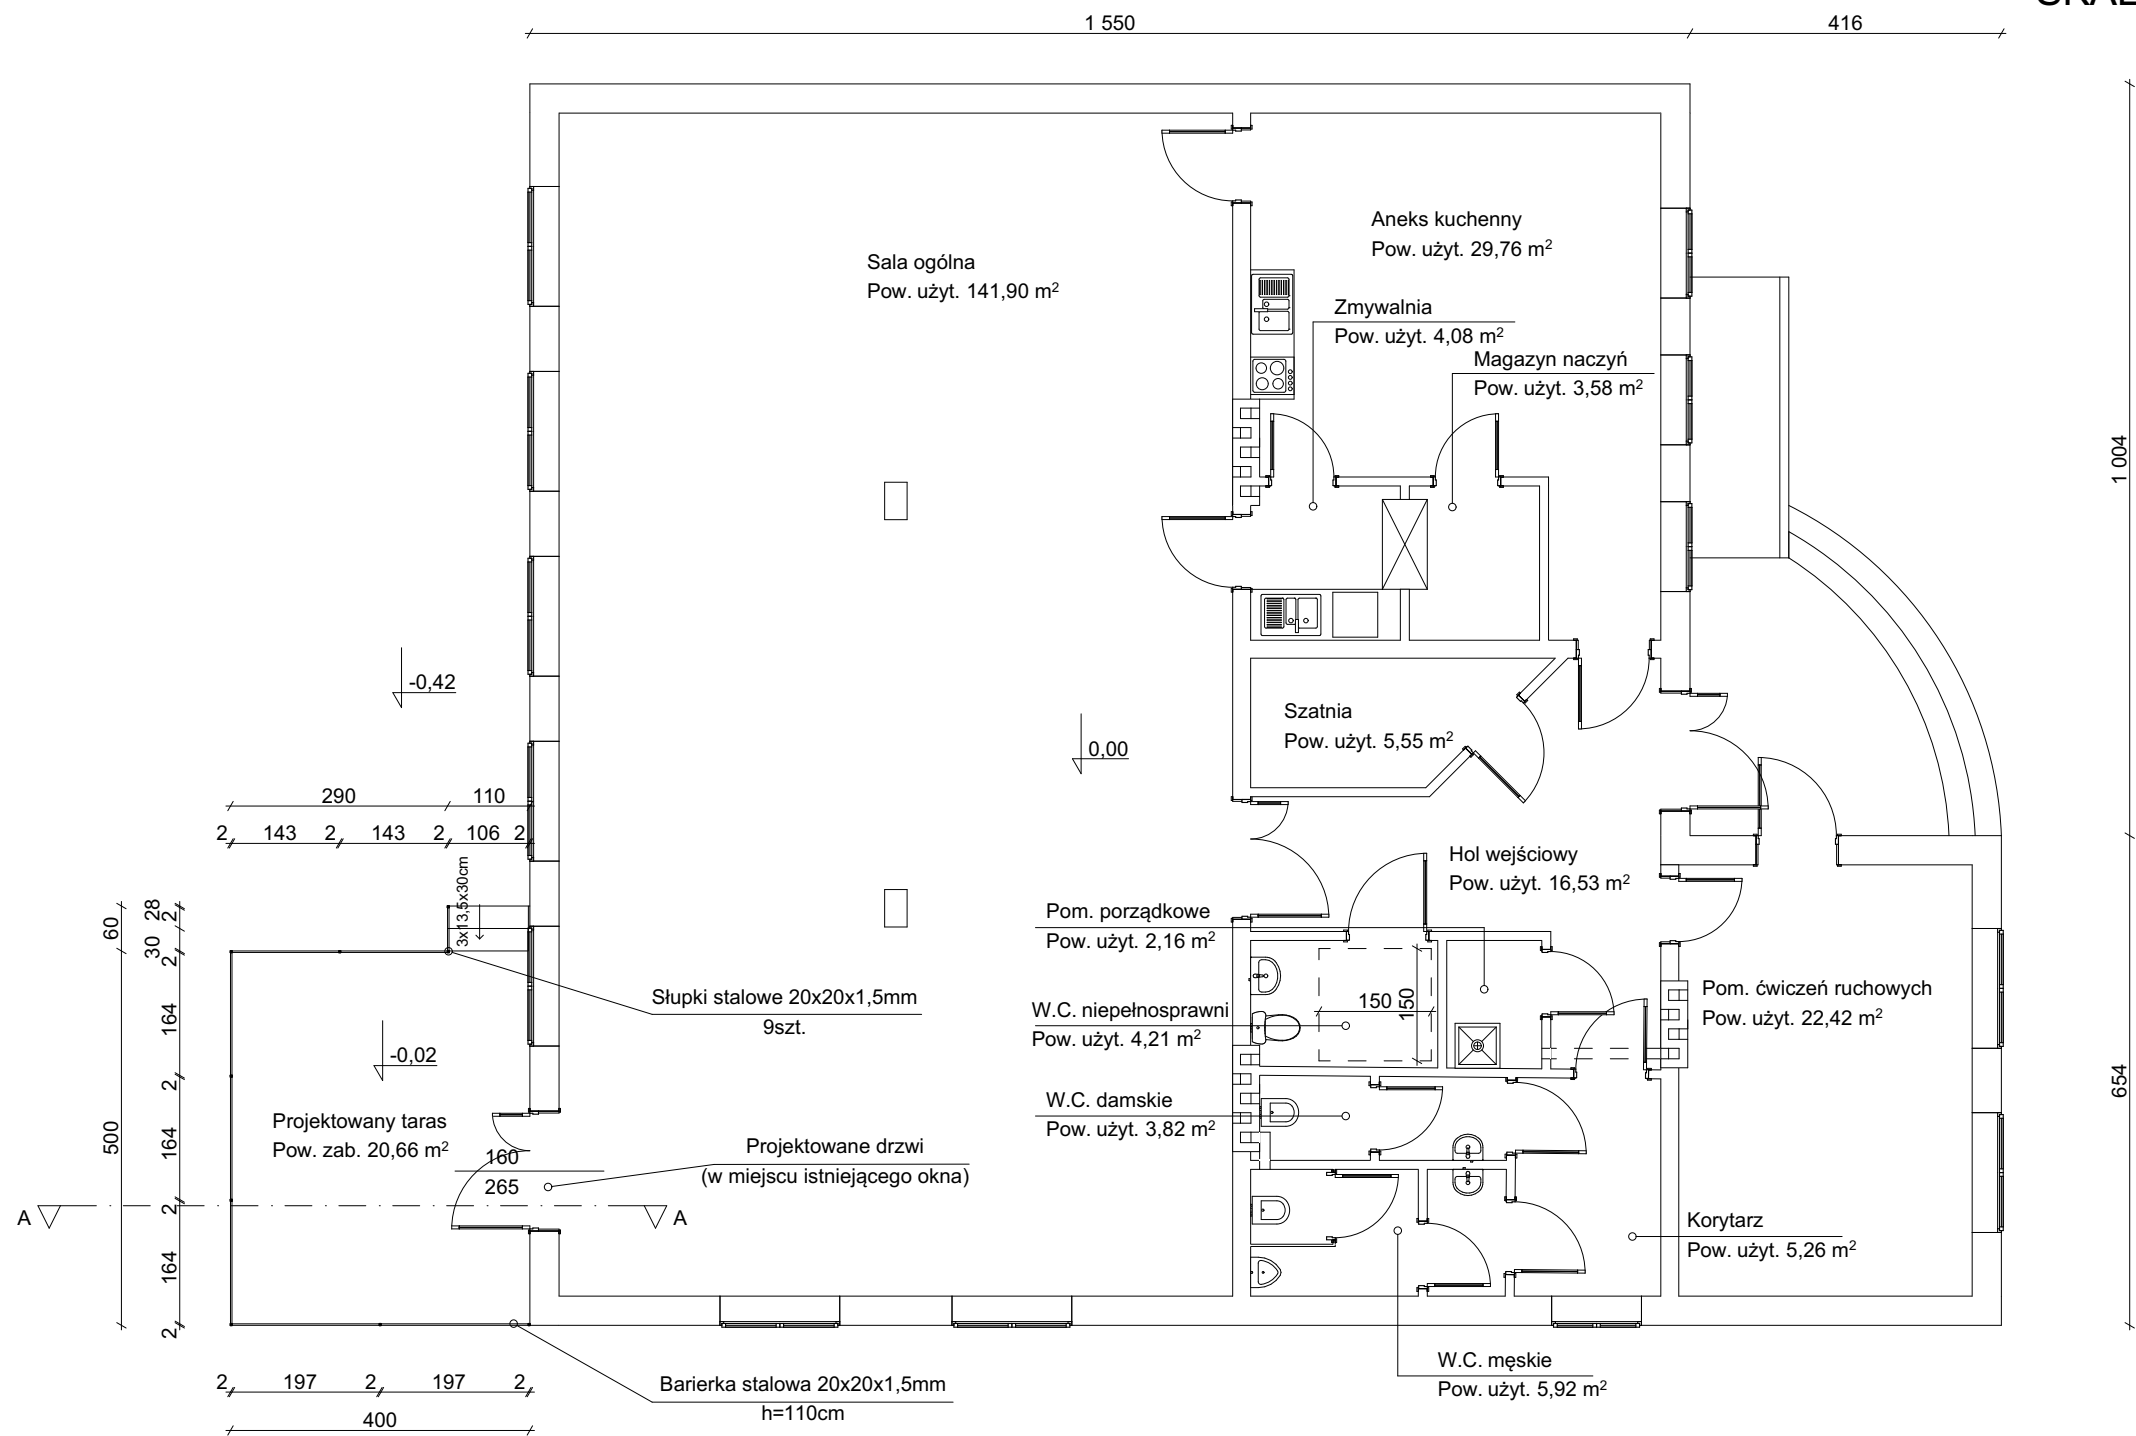 1 550
416
Aneks kuchenny
Pow. użyt. 29,76 m²
Sala ogólna
Pow. użyt. 141,90 m²
Zmywalnia
Pow. użyt. 4,08 m²
Magazyn naczyń
Pow. użyt. 3,58 m²
1 004
-0,42
Szatnia
Pow. użyt. 5,55 m²
0,00
290
110
2
143
2
143
2
106
2
3x13,5x30cm
Hol wejściowy
Pow. użyt. 16,53 m²
Pom. porządkowe
Pow. użyt. 2,16 m²
60
28
2
30
2
Słupki stalowe 20x20x1,5mm
9szt.
W.C. niepełnosprawni
Pow. użyt. 4,21 m²
150
150
Pom. ćwiczeń ruchowych
Pow. użyt. 22,42 m²
164
-0,02
2
654
W.C. damskie
Pow. użyt. 3,82 m²
Projektowany taras
Pow. zab. 20,66 m²
500
164
Projektowane drzwi
(w miejscu istniejącego okna)
160
265
2
A
A
Korytarz
Pow. użyt. 5,26 m²
164
2
W.C. męskie
Pow. użyt. 5,92 m²
2
197
2
197
2
Barierka stalowa 20x20x1,5mm
h=110cm
400